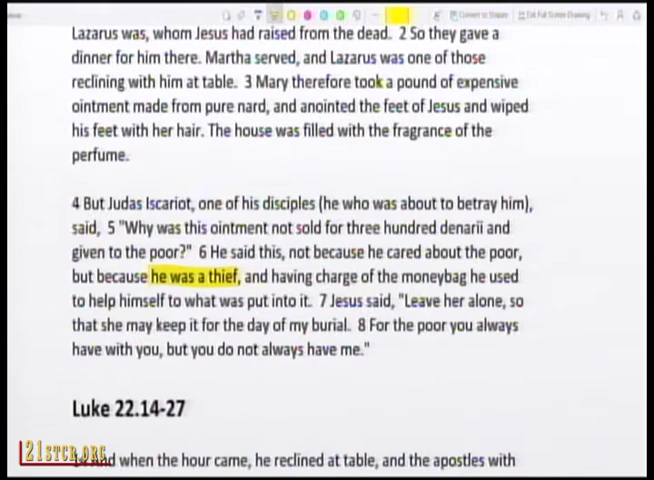 Convert to Shapes
Exit Full Screen Drawing
Lazarus was, whom Jesus had raised from the dead.  2 So they gave a
dinner for him there. Martha served, and Lazarus was one of those
reclining with him at table.  3 Mary therefore took a pound of expensive
ointment made from pure nard, and anointed the feet of Jesus and wiped
his feet with her hair. The house was filled with the fragrance of the
perfume.
4 But Judas Iscariot, one of his disciples (he who was about to betray him),
said,  5 "Why was this ointment not sold for three hundred denarii and
given to the poor?"  6 He said this, not because he cared about the poor,
but because he was a thief, and having charge of the moneybag he used
to help himself to what was put into it.  7 Jesus said, "Leave her alone, so
that she may keep it for the day of my burial.  8 For the poor you always
have with you, but you do not always have me."
Luke 22.14-27
21STCR.ORG
14 And when the hour came, he reclined at table, and the apostles with